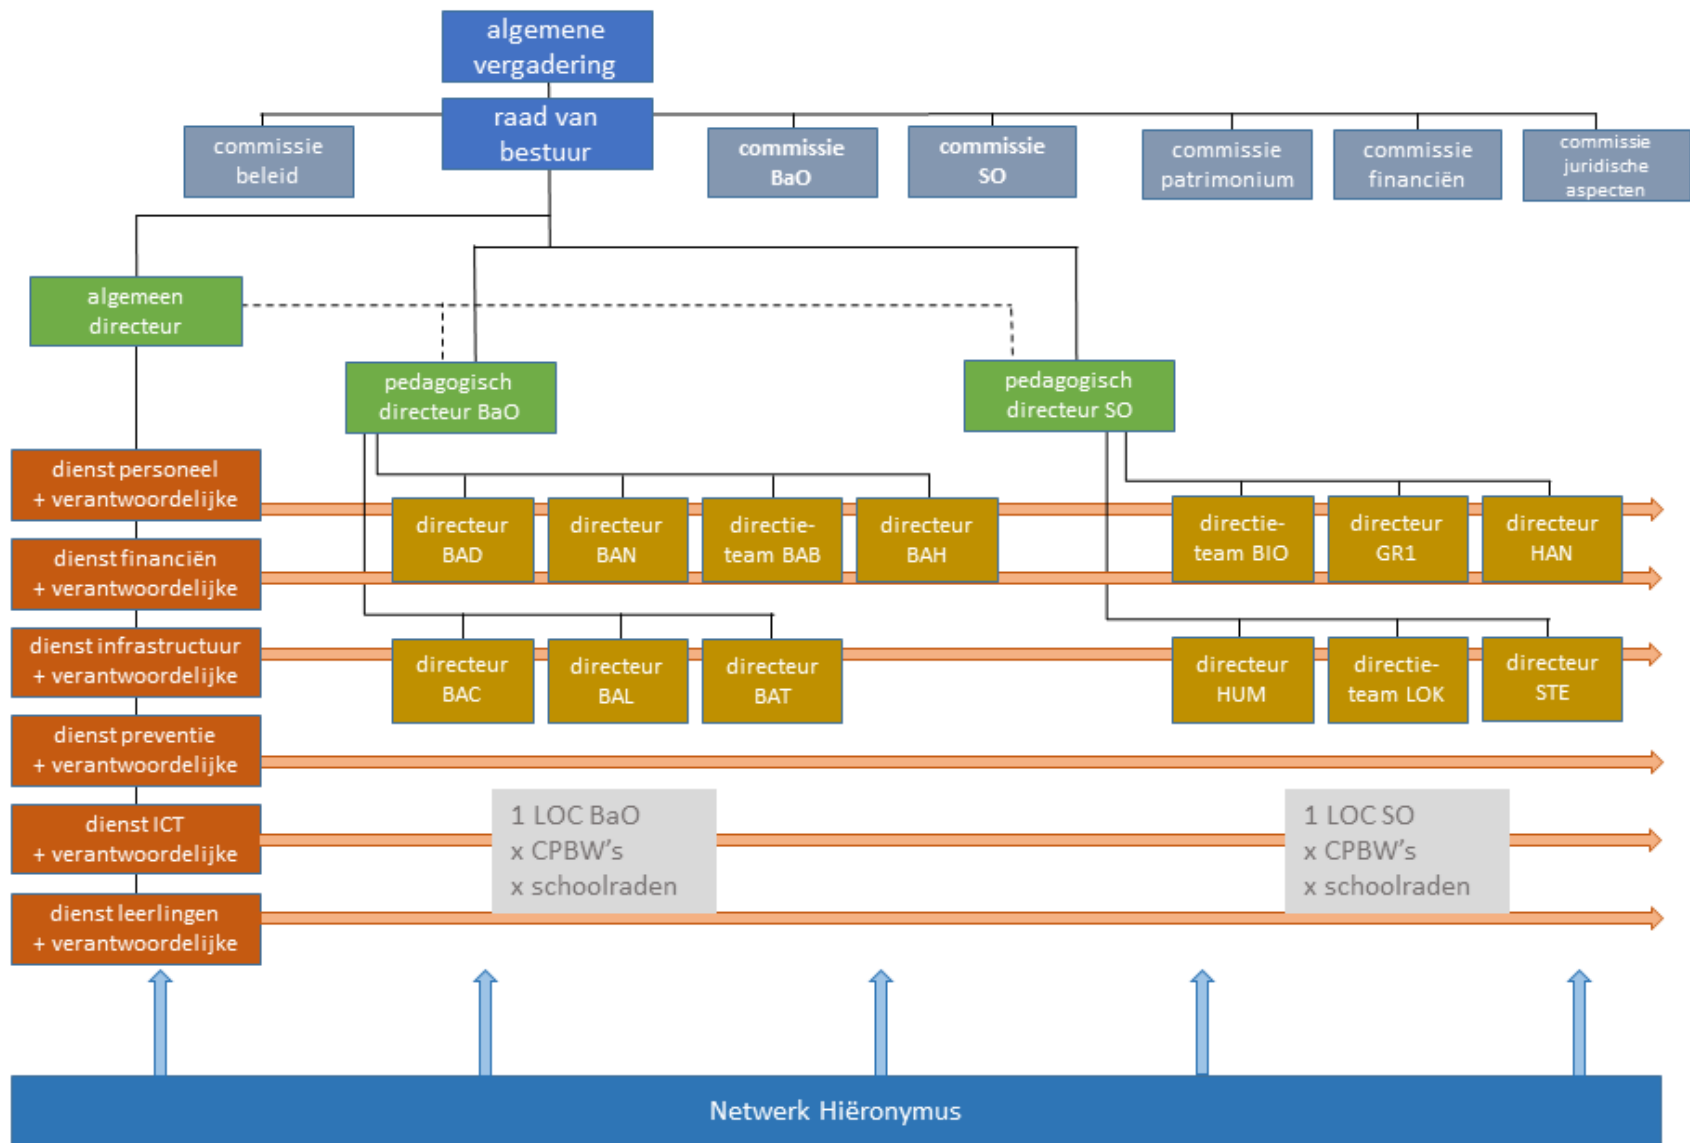 algemene
vergadering
raad van
bestuur
commissie
beleid
commissie
BaO
commissie
SO
commissie
patrimonium
commissie
financiën
commissie
juridische
aspecten
algemeen
directeur
pedagogisch
directeur BaO
pedagogisch
directeur SO
dienst personeel
+ verantwoordelijke
dienst financiën
+ verantwoordelijke
dienst infrastructuur
+ verantwoordelijke
dienst preventie
+ verantwoordelijke
dienst ICT
+ verantwoordelijke
dienst leerlingen
+ verantwoordelijke
directeur
BAD
directeur
BAN
directie-
team BAB
directeur
BAH
directie-
team BIO
directeur
GR1
directeur
HAN
directeur
BAC
directeur
BAL
directeur
BAT
directeur
HUM
directie-
team LOK
directeur
STE
1 LOC BaO
x CPBW's
x schoolraden
1 LOC SO
x CPBW's
x schoolraden
Netwerk Hiëronymus